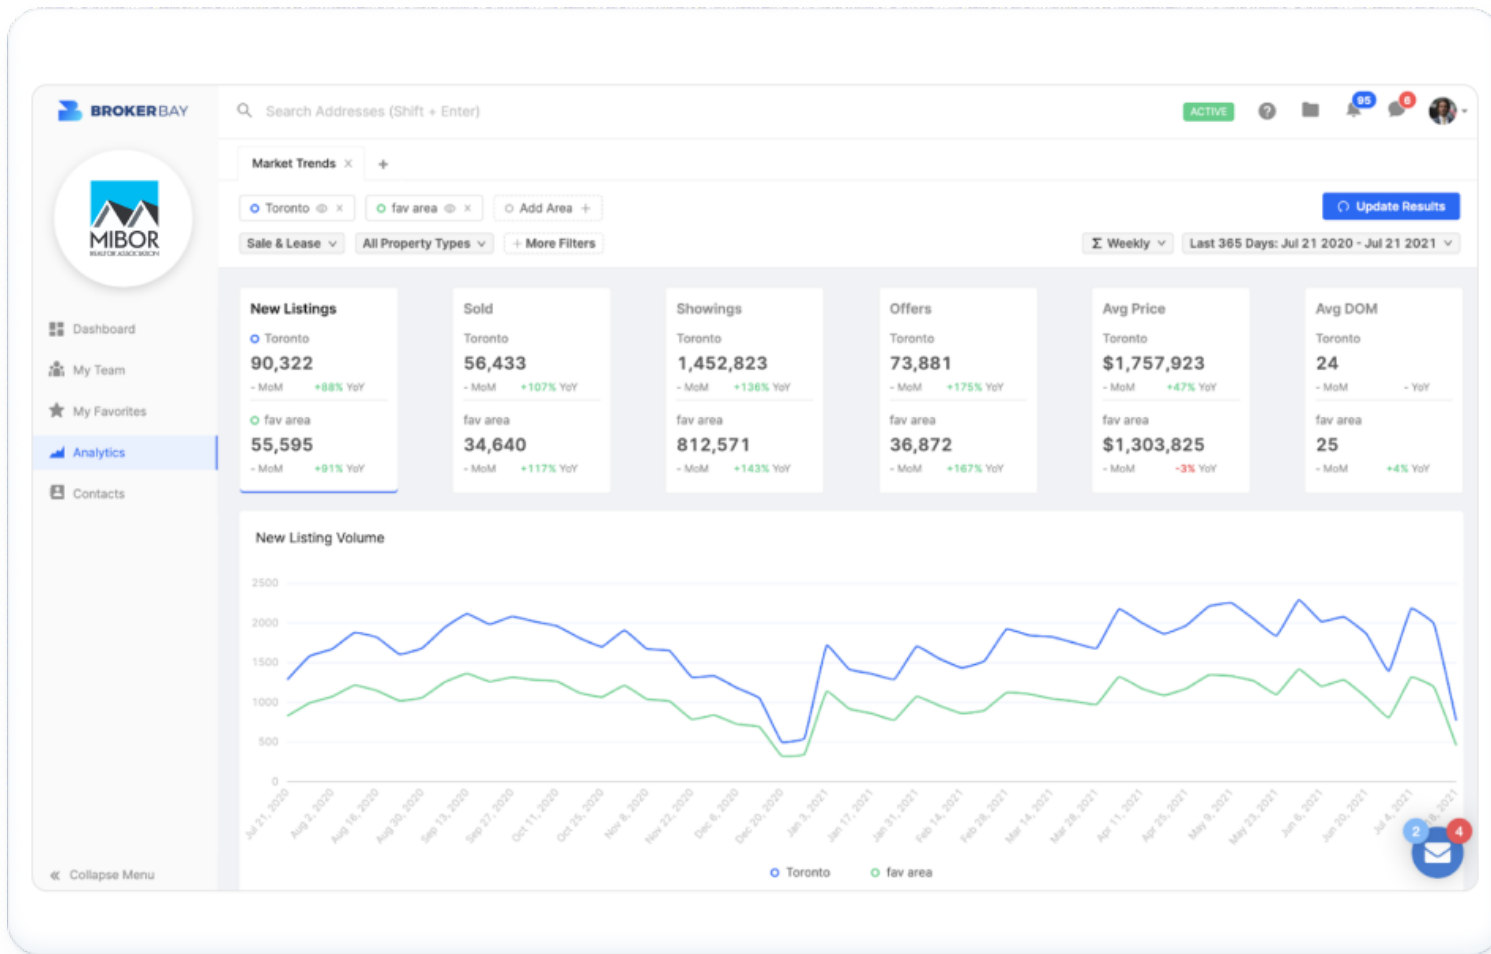 BROKERBAY
Search Addresses (Shift + Enter)
ACTIVE
95
6
MIBOR
REALTOR ASSOCIATION
Market Trends
Toronto
fav area
Add Area +
Update Results
Sale & Lease
All Property Types
+ More Filters
Σ Weekly
Last 365 Days: Jul 21 2020 - Jul 21 2021
Dashboard
My Team
My Favorites
Analytics
Contacts
« Collapse Menu
New Listings
Toronto
90,322
- MoM +88% YoY
fav area
55,595
- MoM +91% YoY
Sold
Toronto
56,433
- MoM +107% YoY
fav area
34,640
- MoM +117% YoY
Showings
Toronto
1,452,823
- MoM +136% YoY
fav area
812,571
- MoM +143% YoY
Offers
Toronto
73,881
- MoM +175% YoY
fav area
36,872
- MoM +167% YoY
Avg Price
Toronto
$1,757,923
- MoM +47% YoY
fav area
$1,303,825
- MoM -3% YoY
Avg DOM
Toronto
24
- MoM - YoY
fav area
25
- MoM +4% YoY
New Listing Volume
2500
2000
1500
1000
500
0
Jul 21, 2020
Aug 2, 2020
Aug 16, 2020
Aug 30, 2020
Sep 13, 2020
Sep 27, 2020
Oct 11, 2020
Oct 25, 2020
Nov 8, 2020
Nov 22, 2020
Dec 6, 2020
Dec 20, 2020
Jan 3, 2021
Jan 17, 2021
Jan 31, 2021
Feb 14, 2021
Feb 28, 2021
Mar 14, 2021
Mar 28, 2021
Apr 11, 2021
Apr 25, 2021
May 9, 2021
May 23, 2021
Jun 6, 2021
Jun 20, 2021
Jul 4, 2021
18, 2021
2
4
Toronto
fav area